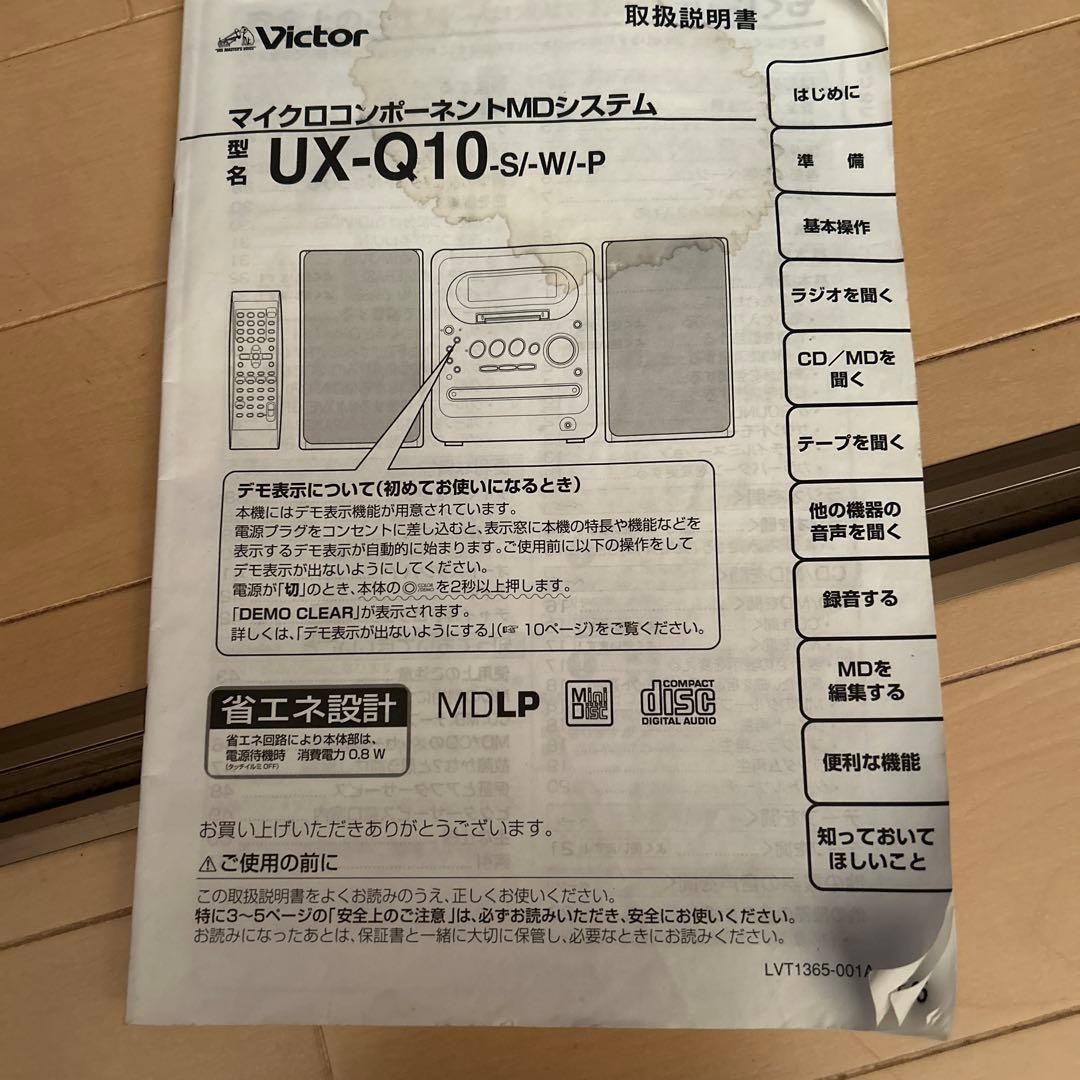 取扱説明書
"HIS MASTER'S VOICE"
Victor
マイクロコンポーネントMDシステム
型名 UX-Q10-S/-W/-P
はじめに
準 備
基本操作
ラジオを聞く
CD/MDを
聞く
テープを聞く
他の機器の
音声を聞く
録音する
MDを
編集する
便利な機能
知っておいて
ほしいこと
デモ表示について(初めてお使いになるとき)
本機にはデモ表示機能が用意されています。
電源プラグをコンセントに差し込むと、表示窓に本機の特長や機能などを
表示するデモ表示が自動的に始まります。ご使用前に以下の操作をして
デモ表示が出ないようにしてください。
電源が「切」のとき、本体の◎COLOR/DEMOを2秒以上押します。
「DEMO CLEAR」が表示されます。
詳しくは、「デモ表示が出ないようにする」(☞ 10ページ)をご覧ください。
省エネ設計
省エネ回路により本体部は、
電源待機時 消費電力 0.8 W
(タッチイルミ OFF)
MDLP
Mini Disc
COMPACT
disc
DIGITAL AUDIO
お買い上げいただきありがとうございます。
⚠ご使用の前に
この取扱説明書をよくお読みのうえ、正しくお使いください。
特に3~5ページの「安全上のご注意」は、必ずお読みいただき、安全にお使いください。
お読みになったあとは、保証書と一緒に大切に保管し、必要なときにお読みください。
LVT1365-001A